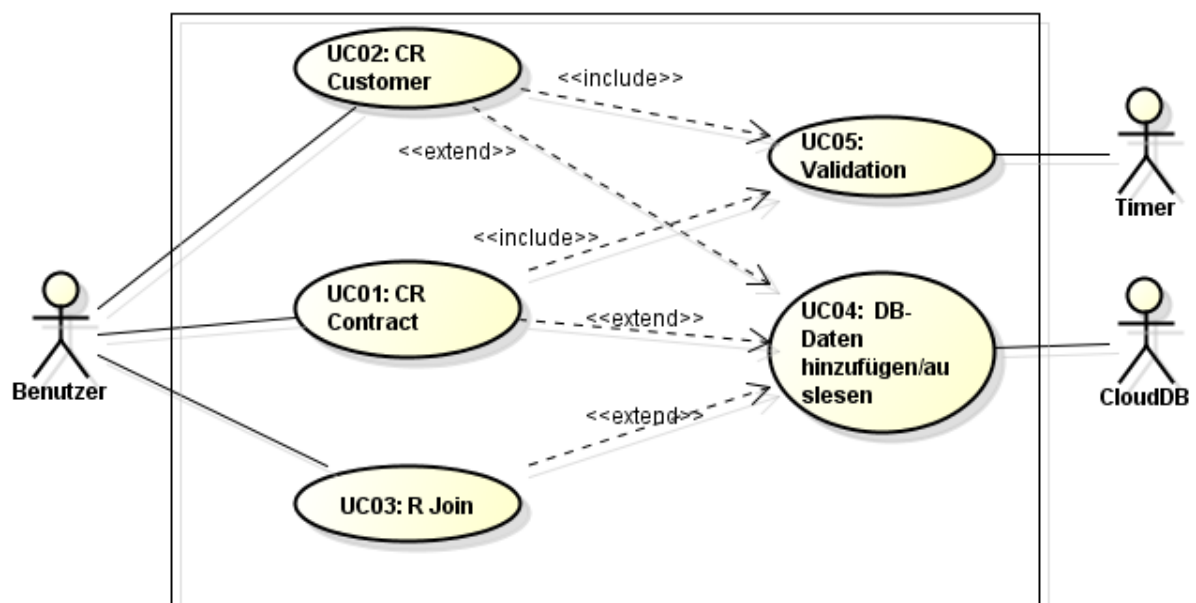 UC02: CR
Customer
<<include>>
<<extend>>
UC05:
Validation
Timer
<<include>>
UC01: CR
Contract
<<extend>>
UC04: DB-
Daten
hinzufügen/au
slesen
Benutzer
CloudDB
<<extend>>
UC03: R Join